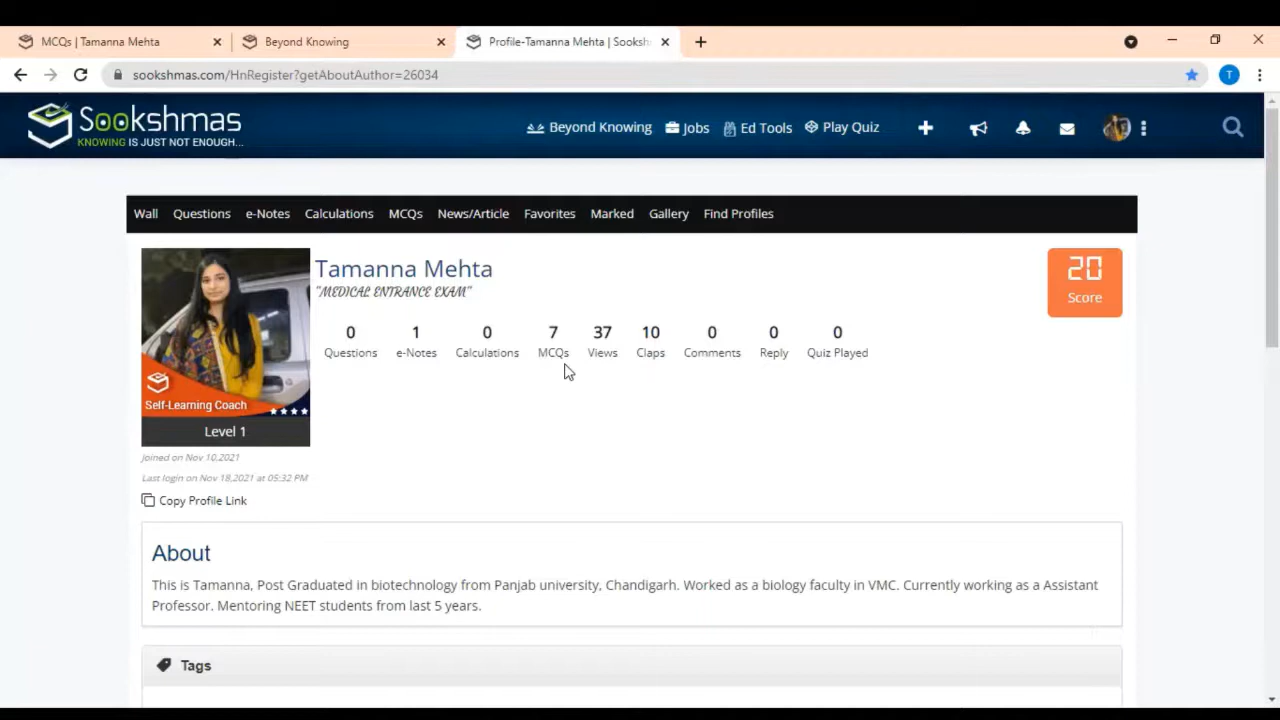 MCQs | Tamanna Mehta
Beyond Knowing
Profile-Tamanna Mehta | Sooksh
sookshmas.com/HnRegister?getAboutAuthor=26034
T
Sookshmas
KNOWING IS JUST NOT ENOUGH...
Beyond Knowing
Jobs
Ed Tools
Play Quiz
Wall
Questions
e-Notes
Calculations
MCQs
News/Article
Favorites
Marked
Gallery
Find Profiles
Tamanna Mehta
"MEDICAL ENTRANCE EXAM"
20
Score
0
Questions
1
e-Notes
0
Calculations
7
MCQs
37
Views
10
Claps
0
Comments
0
Reply
0
Quiz Played
Self-Learning Coach
Level 1
Joined on Nov 10,2021
Last login on Nov 18,2021 at 05:32 PM
Copy Profile Link
About
This is Tamanna, Post Graduated in biotechnology from Panjab university, Chandigarh. Worked as a biology faculty in VMC. Currently working as a Assistant
Professor. Mentoring NEET students from last 5 years.
Tags